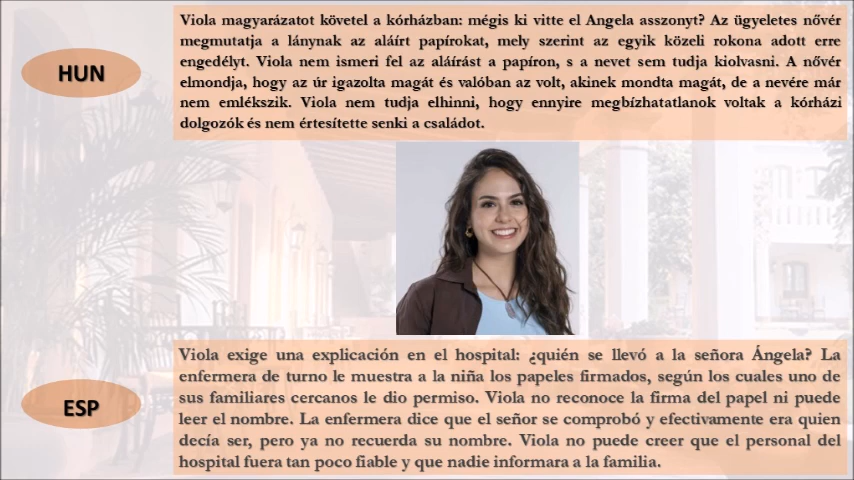 HUN
Viola magyarázatot követel a kórházban: mégis ki vitte el Angela asszonyt? Az ügyeletes nővér
megmutatja a lánynak az aláírt papírokat, mely szerint az egyik közeli rokona adott erre
engedélyt. Viola nem ismeri fel az aláírást a papíron, s a nevet sem tudja kiolvasni. A nővér
elmondja, hogy az úr igazolta magát és valóban az volt, akinek mondta magát, de a nevére már
nem emlékszik. Viola nem tudja elhinni, hogy ennyire megbízhatatlanok voltak a kórházi
dolgozók és nem értesítette senki a családot.
ESP
Viola exige una explicación en el hospital: ¿quién se llevó a la señora Ángela? La
enfermera de turno le muestra a la niña los papeles firmados, según los cuales uno de
sus familiares cercanos le dio permiso. Viola no reconoce la firma del papel ni puede
leer el nombre. La enfermera dice que el señor se comprobó y efectivamente era quien
decía ser, pero ya no recuerda su nombre. Viola no puede creer que el personal del
hospital fuera tan poco fiable y que nadie informara a la familia.